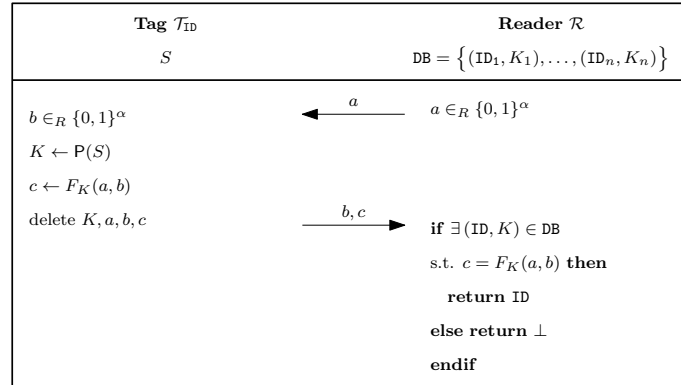 Tag 𝒯_ID Reader ℛ
S DB = {(ID₁, K₁), . . . , (IDₙ, Kₙ)}
b ∈_R {0, 1}^α a a ∈_R {0, 1}^α
K ← P(S)
c ← F_K(a, b)
delete K, a, b, c b, c if ∃ (ID, K) ∈ DB
s.t. c = F_K(a, b) then
return ID
else return ⊥
endif